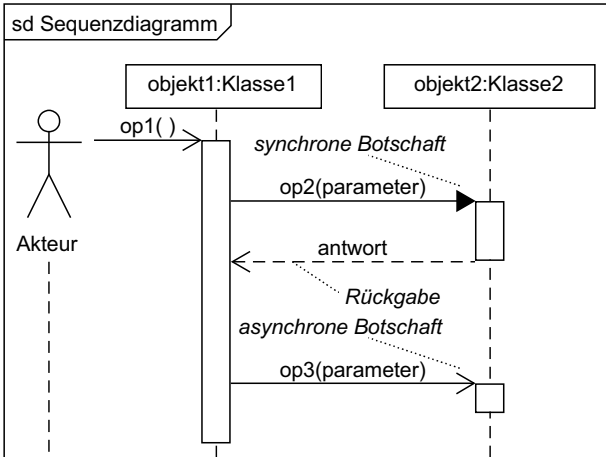 sd Sequenzdiagramm
objekt1:Klasse1
objekt2:Klasse2
op1( )
synchrone Botschaft
op2(parameter)
Akteur
antwort
Rückgabe
asynchrone Botschaft
op3(parameter)